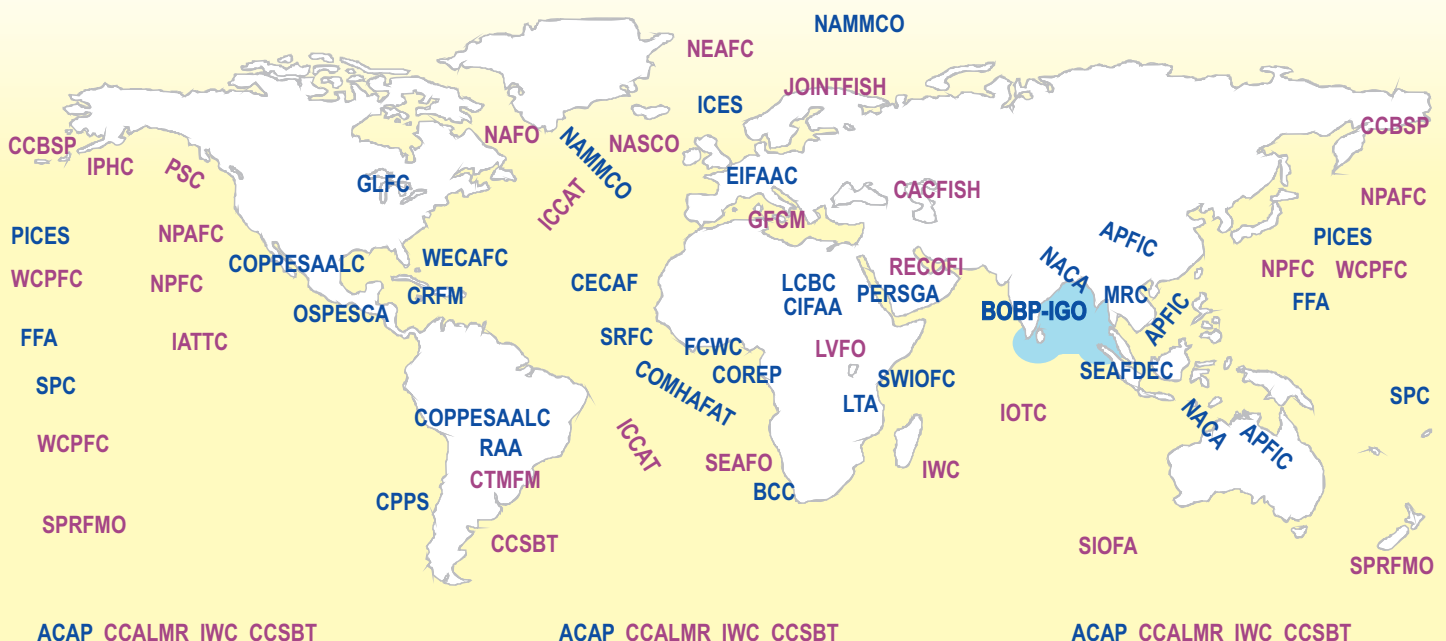 NAMMCO
NEAFC
JOINTFISH
ICES
CCBSP
NAFO
NASCO
CCBSP
IPHC
PSC
GLFC
NAMMCO
EIFAAC
CACFISH
NPAFC
ICCAT
GFCM
PICES
NPAFC
APFIC
PICES
COPPESAALC
WECAFC
RECOFI
NACA
NPFC
WCPFC
WCPFC
NPFC
CRFM
CECAF
LCBC
PERSGA
MRC
FFA
OSPESCA
CIFAA
BOBP-IGO
APFIC
FFA
IATTC
SRFC
FCWC
LVFO
SPC
COMHAFAT
COREP
SWIOFC
SEAFDEC
SPC
COPPESAALC
LTA
IOTC
NACA
APFIC
WCPFC
RAA
ICCAT
SEAFO
IWC
CTMFM
BCC
CPPS
SPRFMO
CCSBT
SIOFA
SPRFMO
ACAP CCALMR IWC CCSBT
ACAP CCALMR IWC CCSBT
ACAP CCALMR IWC CCSBT